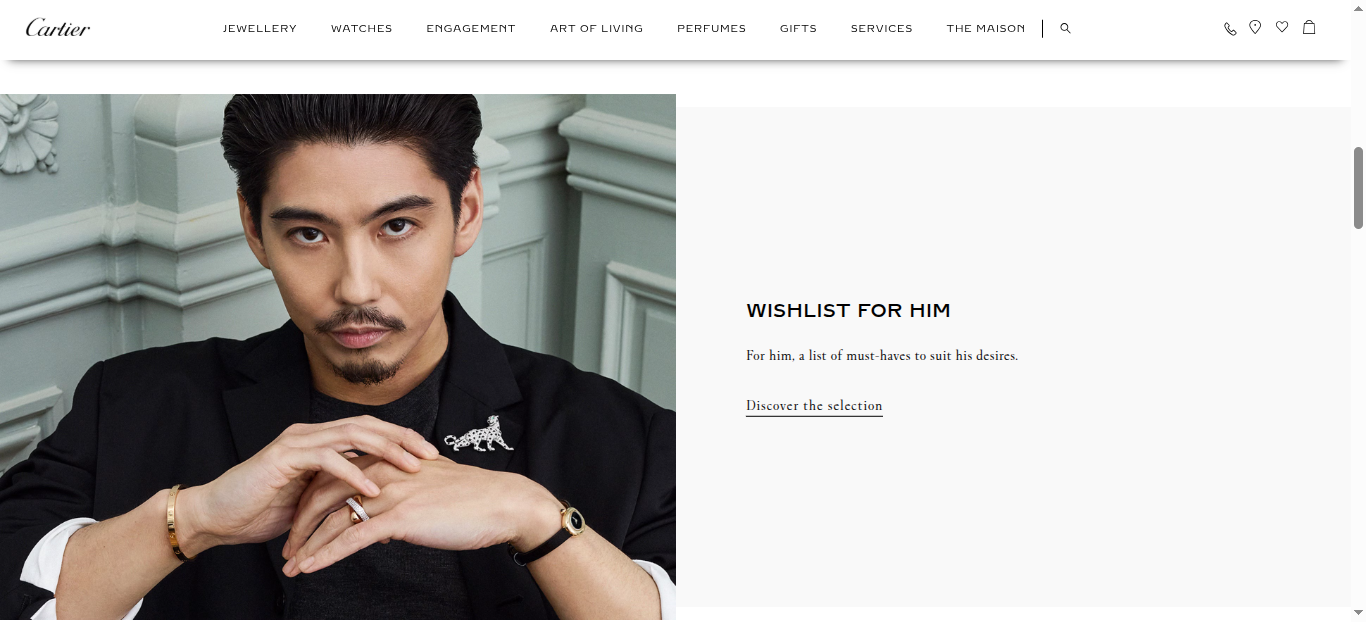 Cartier
JEWELLERY WATCHES ENGAGEMENT ART OF LIVING PERFUMES GIFTS SERVICES THE MAISON
WISHLIST FOR HIM
For him, a list of must-haves to suit his desires.
Discover the selection